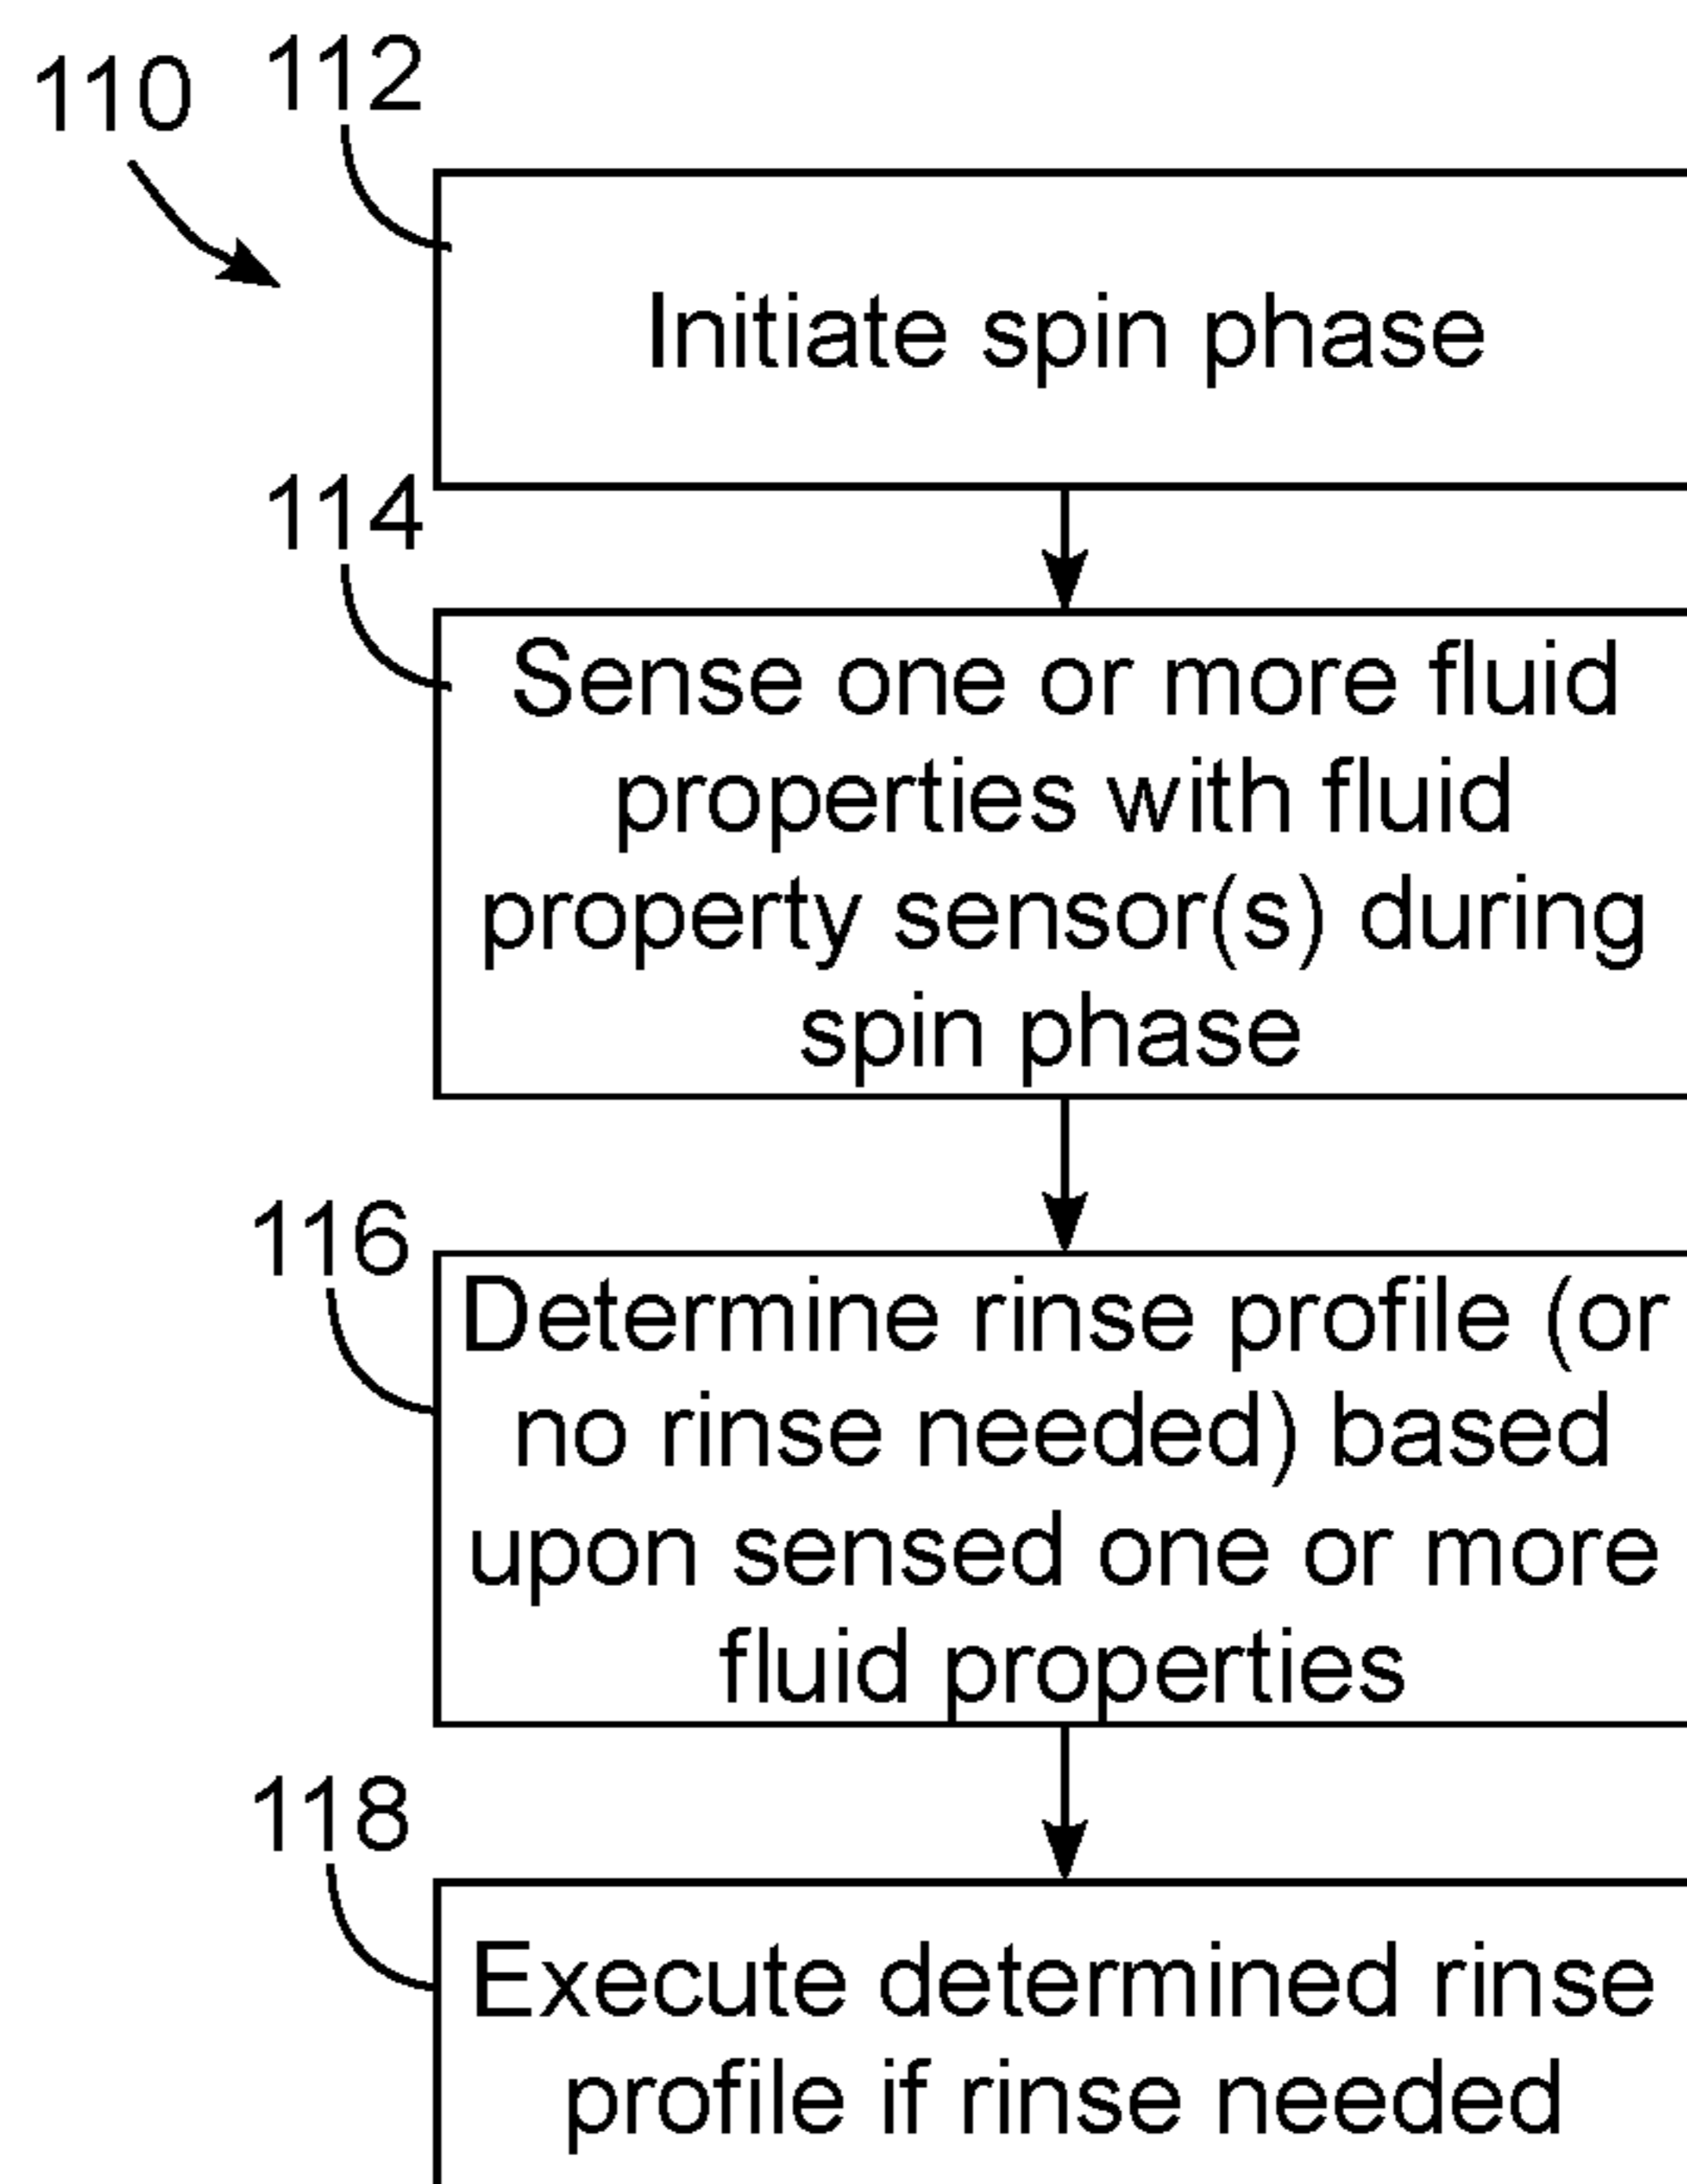 110
112
Initiate spin phase
114
Sense one or more fluid
properties with fluid
property sensor(s) during
spin phase
116
Determine rinse profile (or
no rinse needed) based
upon sensed one or more
fluid properties
118
Execute determined rinse
profile if rinse needed